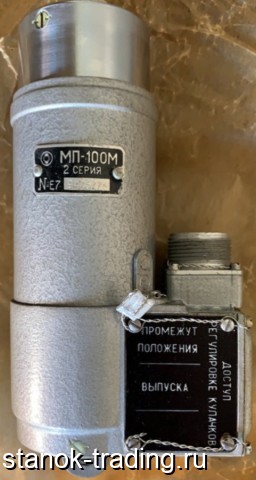 МП-100М
2 СЕРИЯ
№Е7
ПРОМЕЖУТ
ПОЛОЖЕНИЯ
ВЫПУСКА
ДОСТУП
РЕГУЛИРОВКЕ КУЛАЧКОВ
stanok-trading.ru